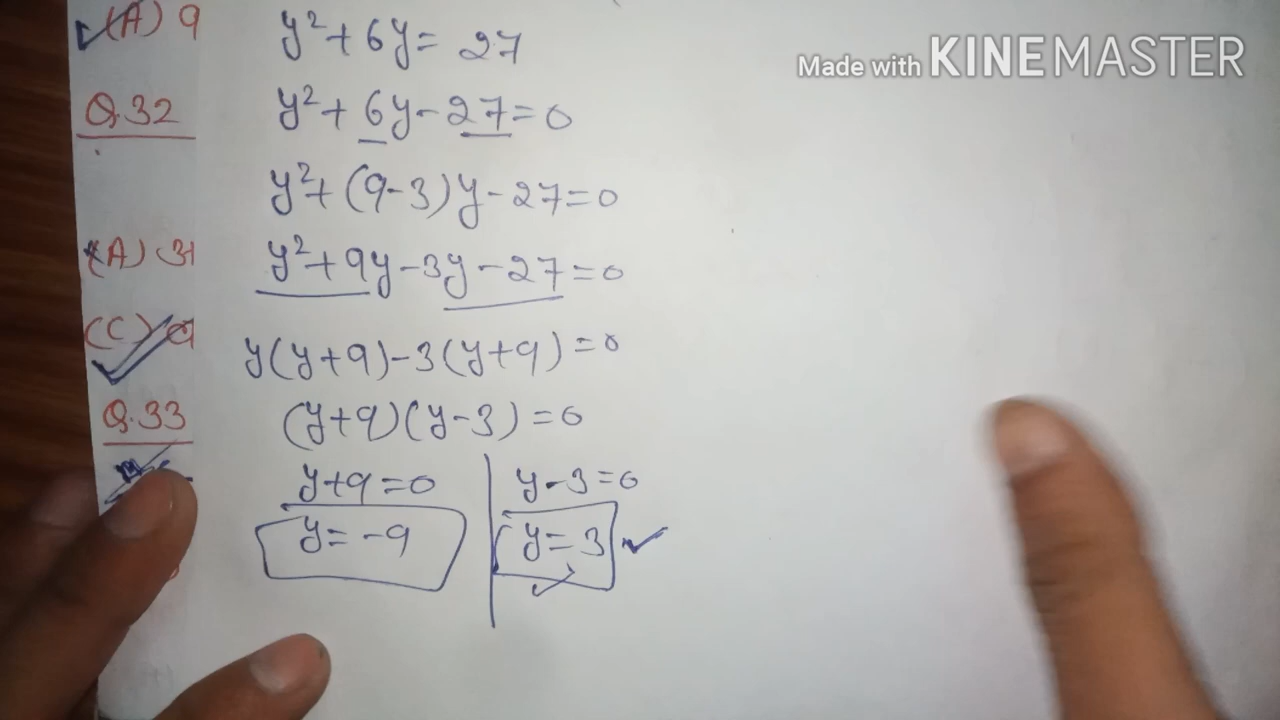 (A) 9
y²+ 6y= 27
Made with KINEMASTER
Q.32
y²+ 6y- 27=0
y²+ (9-3)y- 27=0
(A)
y²+9y-3y-27=0
(C)
y(y+9)-3(y+9)=0
Q.33
(y+9)(y-3)=0
y+9=0
y-3=0
y= -9
y= 3